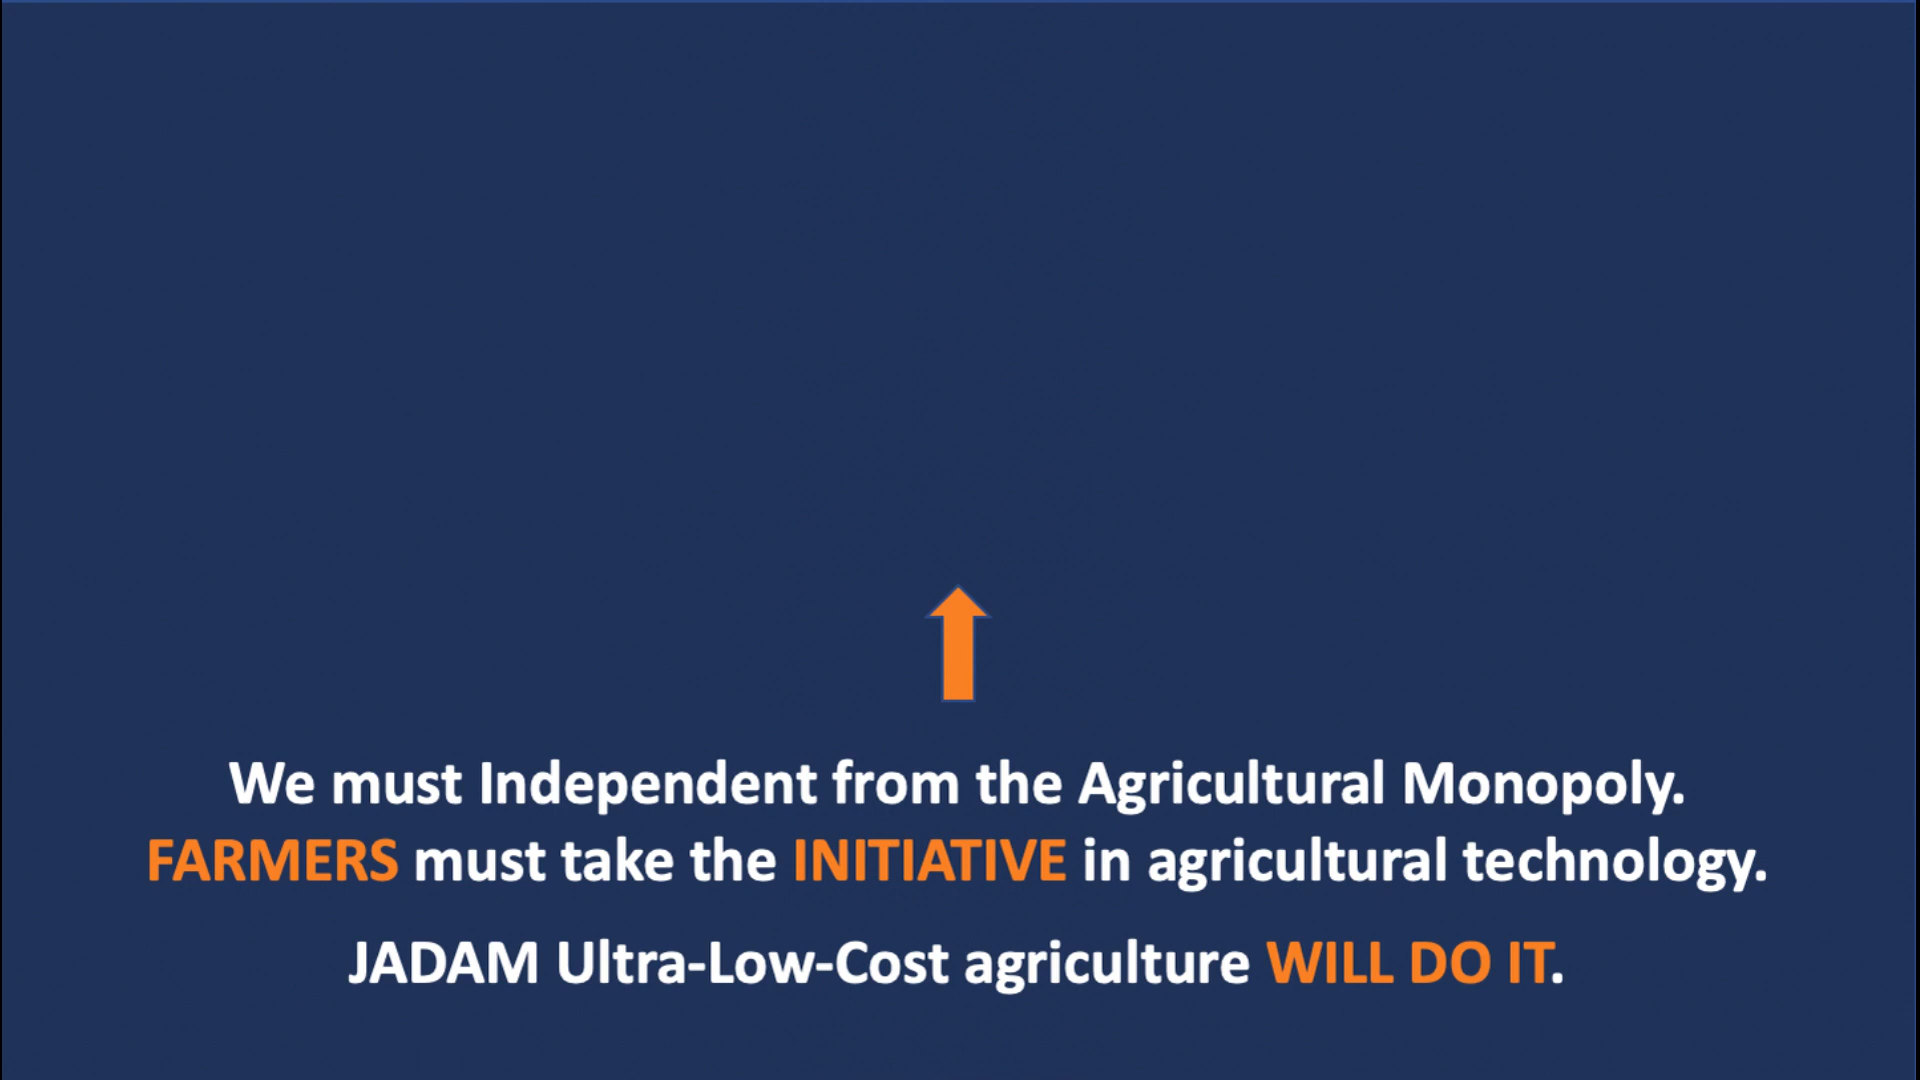 We must Independent from the Agricultural Monopoly.
FARMERS must take the INITIATIVE in agricultural technology.
JADAM Ultra-Low-Cost agriculture WILL DO IT.